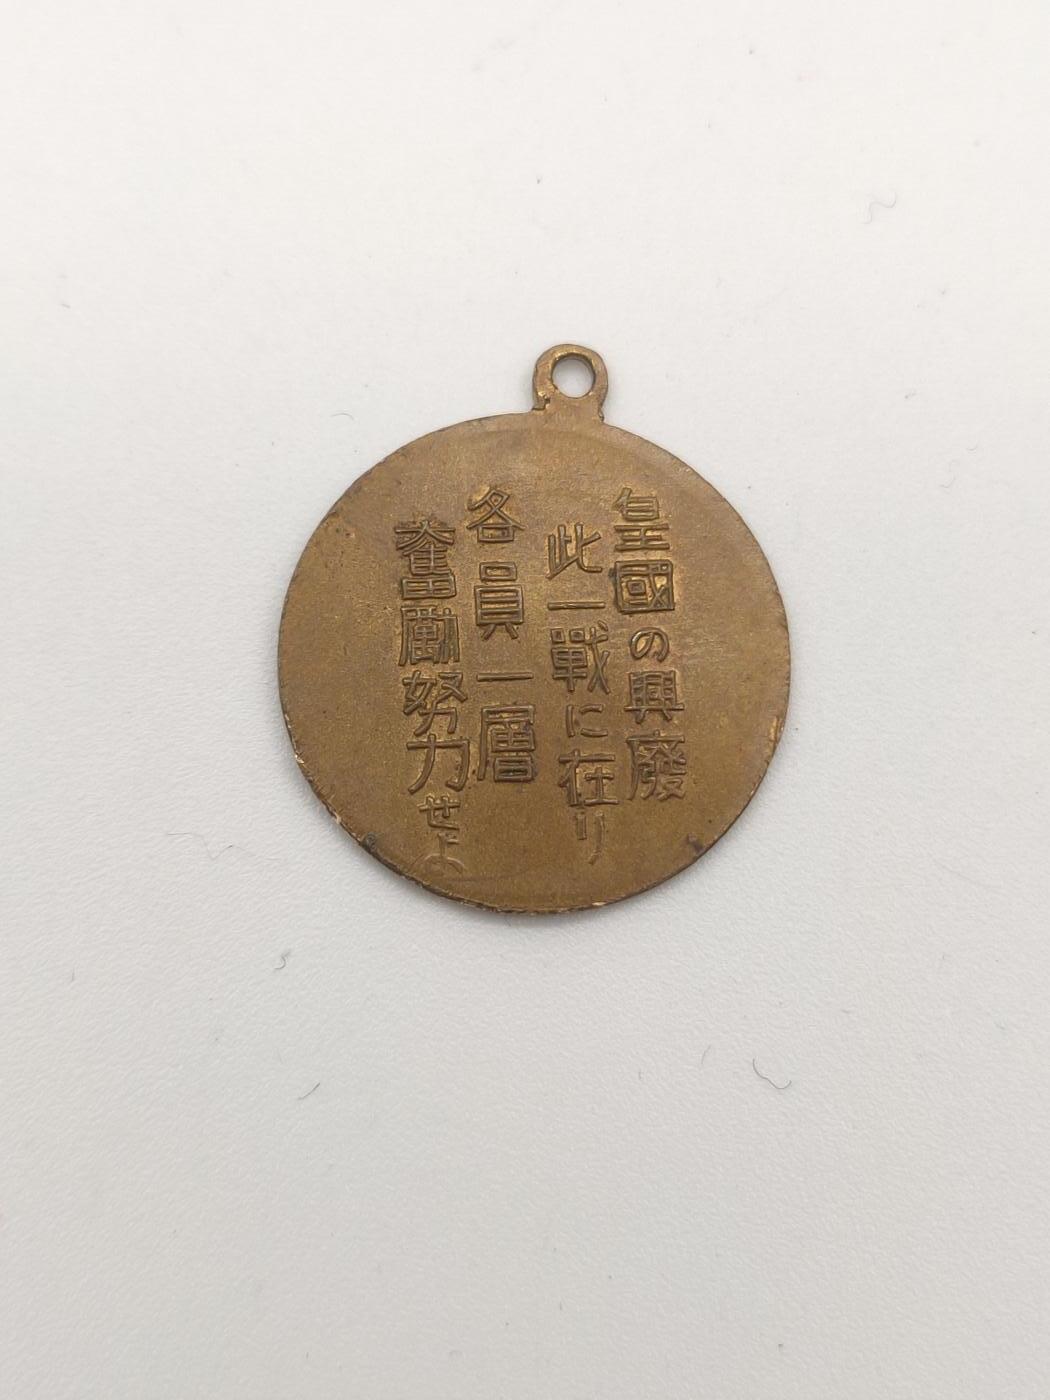 皇國の興廢
此一戰に在り
各員一層
奮勵努力せよ